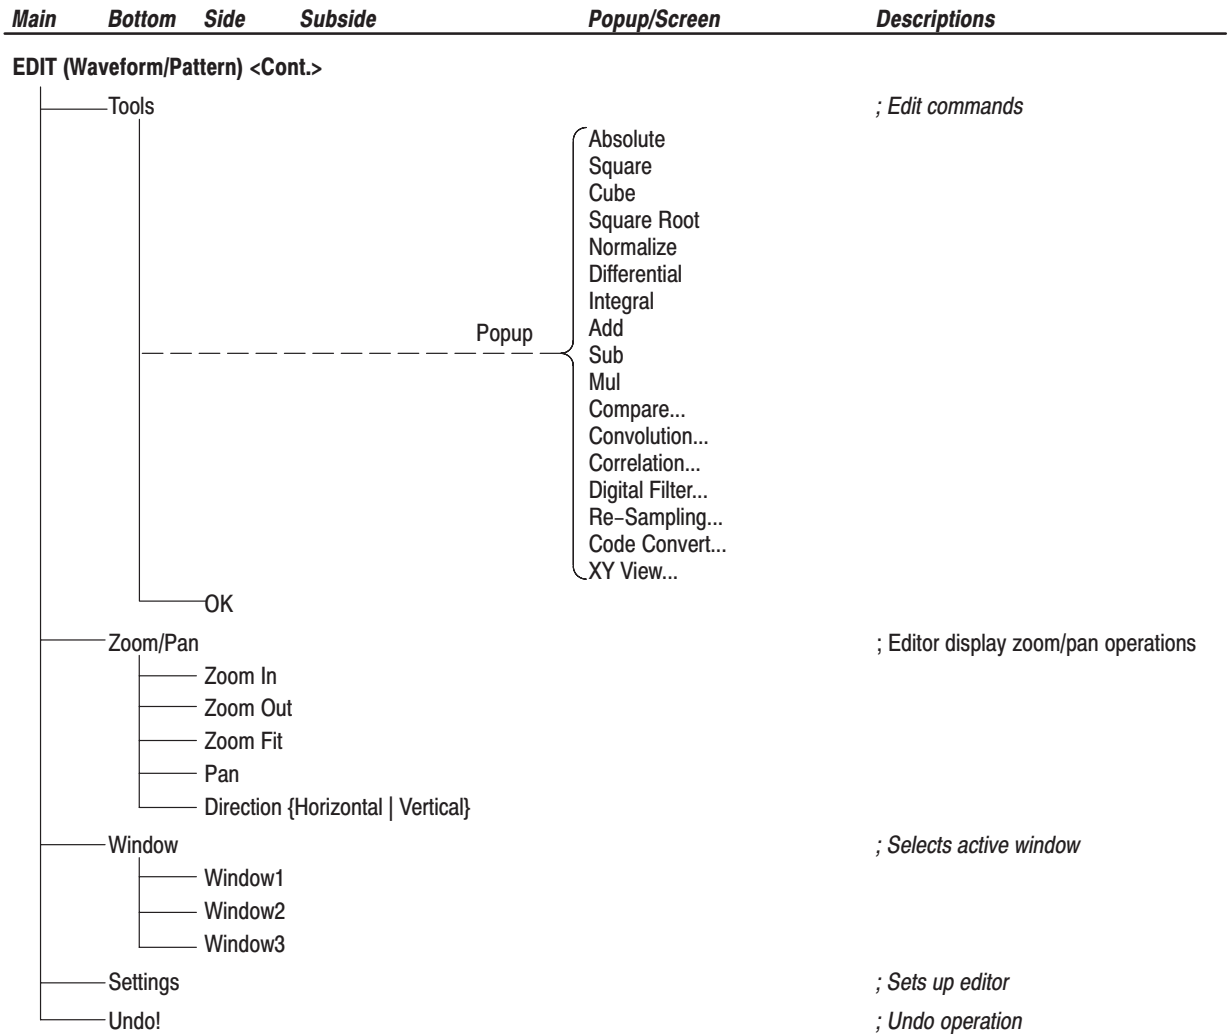 Main Bottom Side Subside Popup/Screen Descriptions
EDIT (Waveform/Pattern) <Cont.>
Tools ; Edit commands
Absolute
Square
Cube
Square Root
Normalize
Differential
Integral
Add
Popup
Sub
Mul
Compare...
Convolution...
Correlation...
Digital Filter...
Re-Sampling...
Code Convert...
XY View...
OK
Zoom/Pan ; Editor display zoom/pan operations
Zoom In
Zoom Out
Zoom Fit
Pan
Direction {Horizontal | Vertical}
Window ; Selects active window
Window1
Window2
Window3
Settings ; Sets up editor
Undo! ; Undo operation